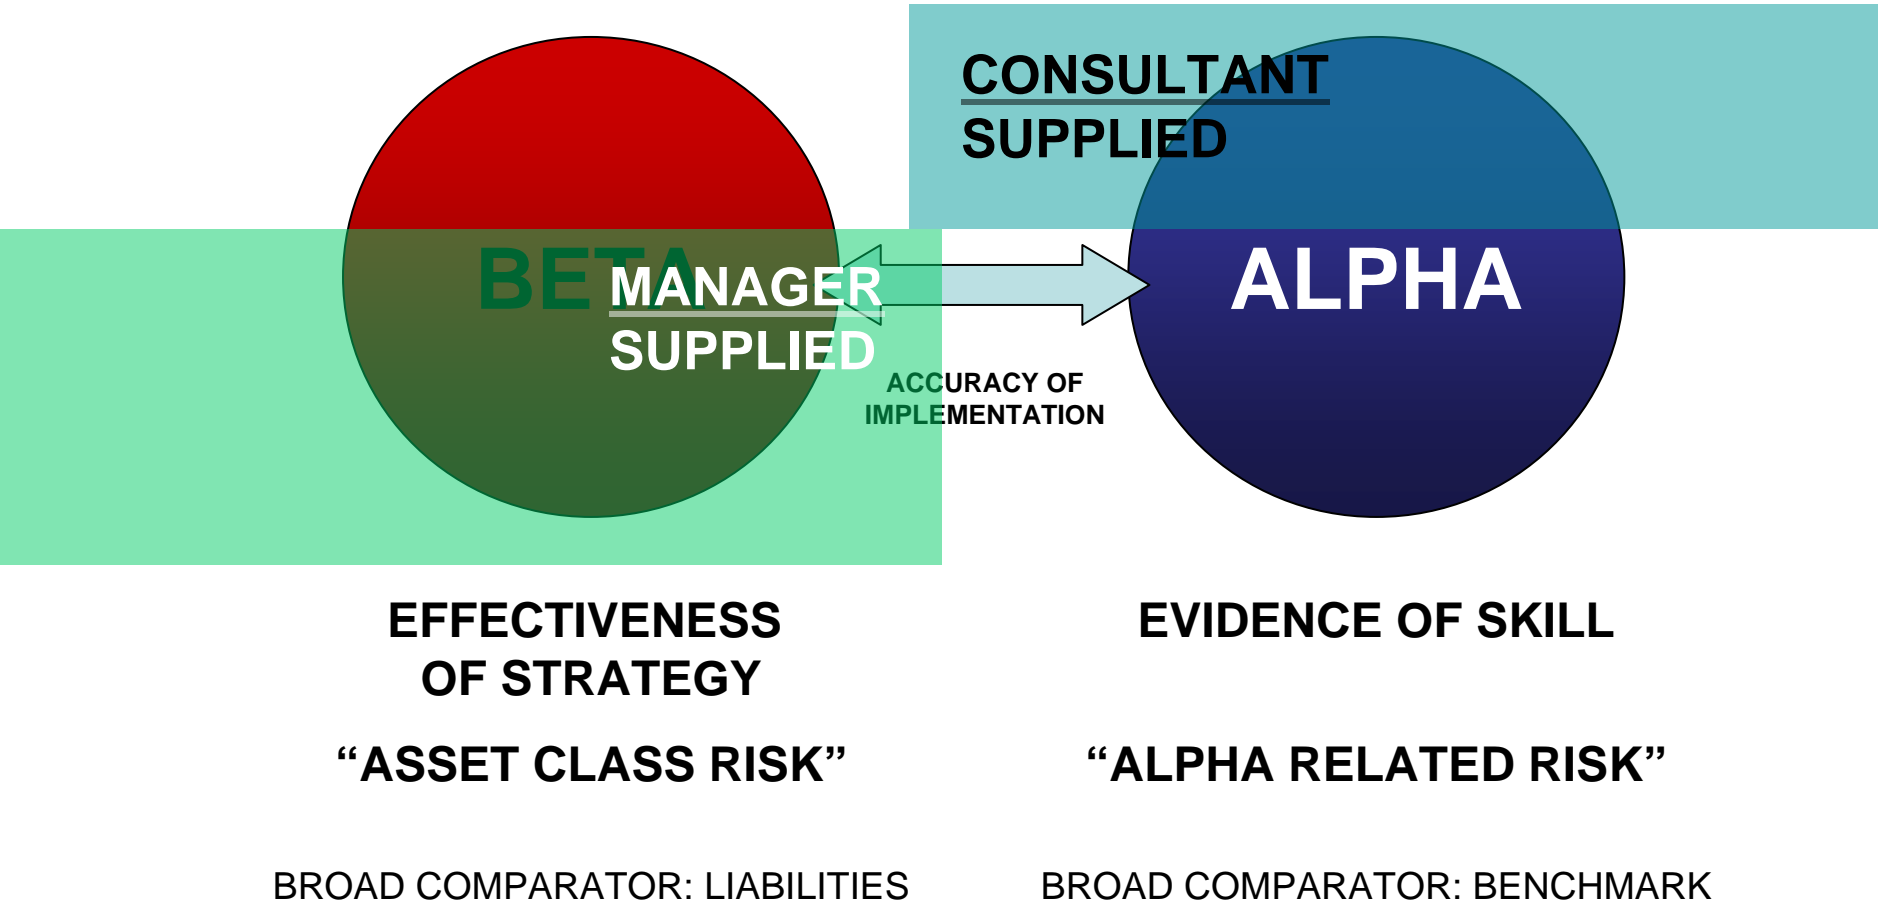 CONSULTANT
SUPPLIED
BETA
MANAGER
SUPPLIED
ALPHA
ACCURACY OF
IMPLEMENTATION
EFFECTIVENESS
OF STRATEGY
EVIDENCE OF SKILL
“ASSET CLASS RISK”
“ALPHA RELATED RISK”
BROAD COMPARATOR: LIABILITIES
BROAD COMPARATOR: BENCHMARK